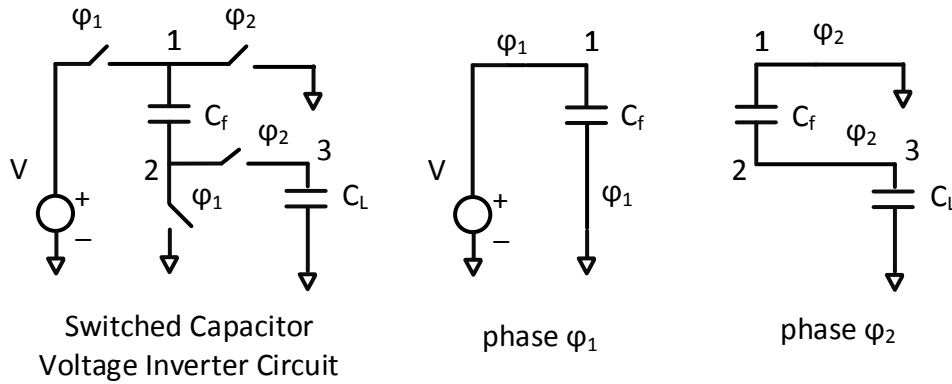 φ₁
φ₂
1
C_f
φ₂
3
2
V
φ₁
+
–
C_L
Switched Capacitor
Voltage Inverter Circuit
φ₁
1
C_f
V
φ₁
+
–
phase φ₁
1
φ₂
C_f
φ₂
3
2
C_L
phase φ₂